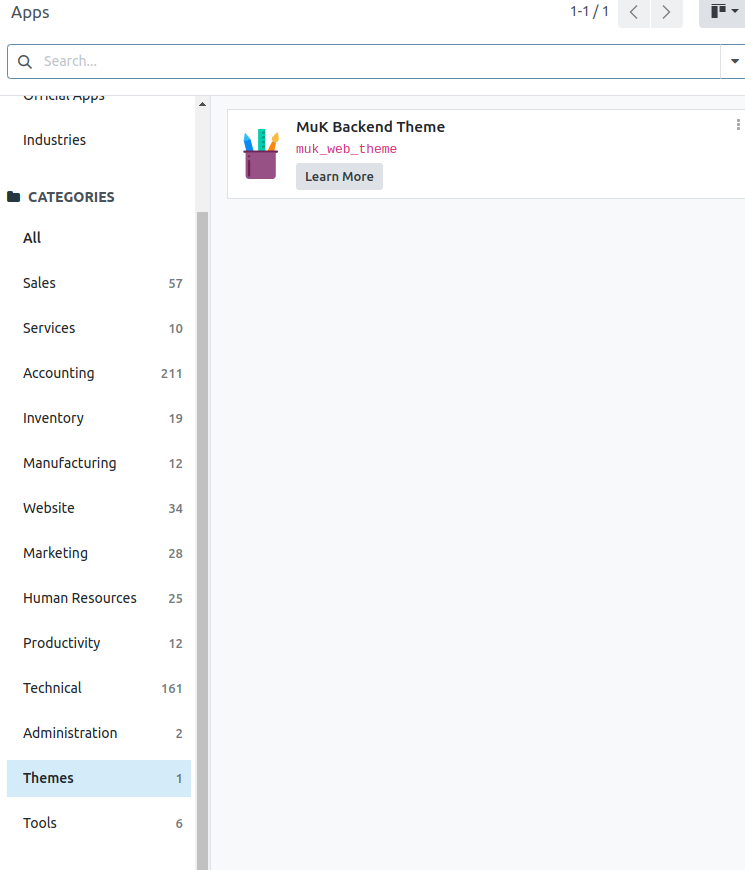 Apps
1-1 / 1
Search...
Official Apps
Industries
CATEGORIES
All
Sales 57
Services 10
Accounting 211
Inventory 19
Manufacturing 12
Website 34
Marketing 28
Human Resources 25
Productivity 12
Technical 161
Administration 2
Themes 1
Tools 6
MuK Backend Theme
muk_web_theme
Learn More